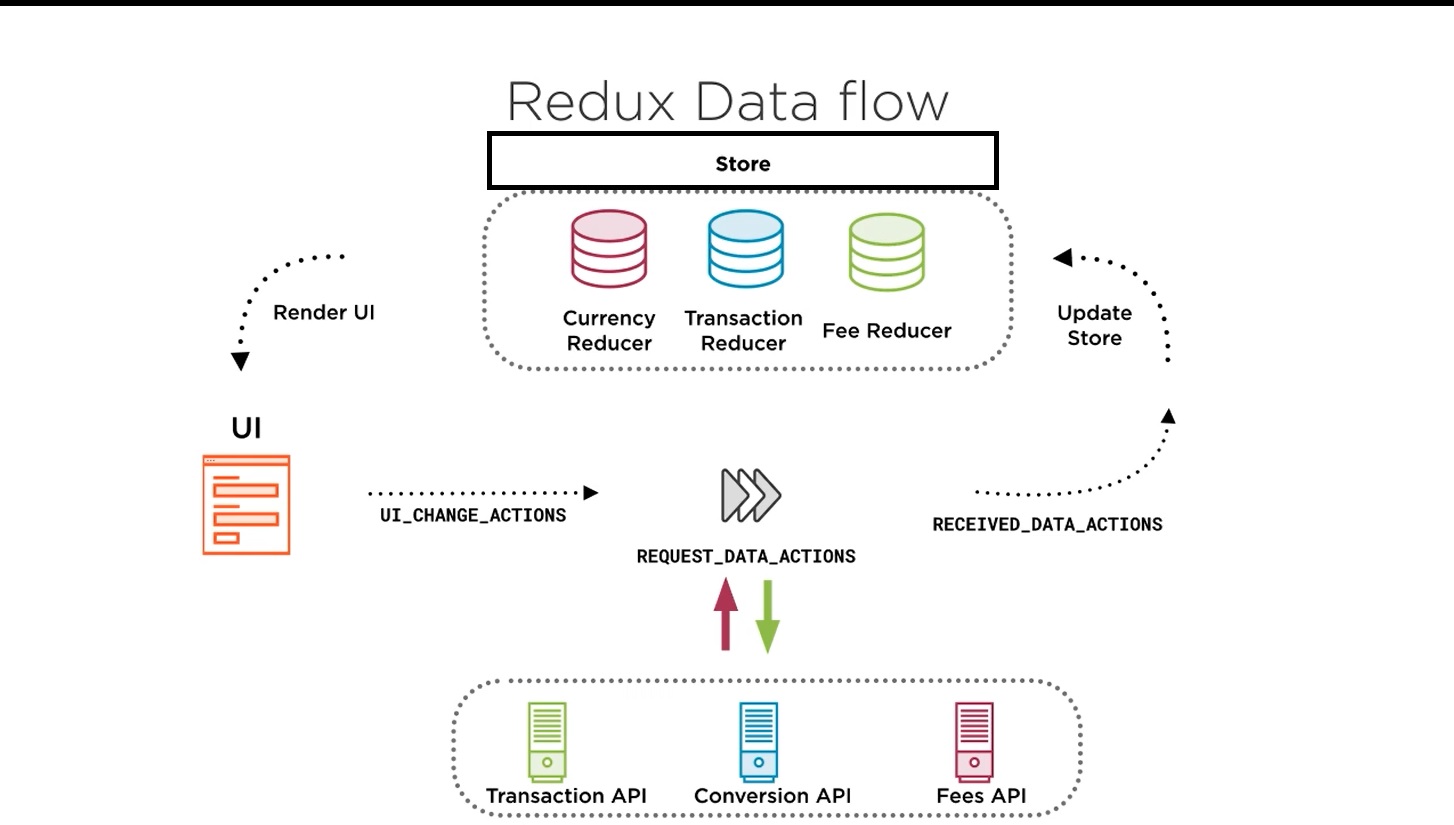 Redux Data flow
Store
Currency
Reducer
Transaction
Reducer
Fee Reducer
Render UI
Update
Store
UI
UI_CHANGE_ACTIONS
REQUEST_DATA_ACTIONS
RECEIVED_DATA_ACTIONS
Transaction API
Conversion API
Fees API